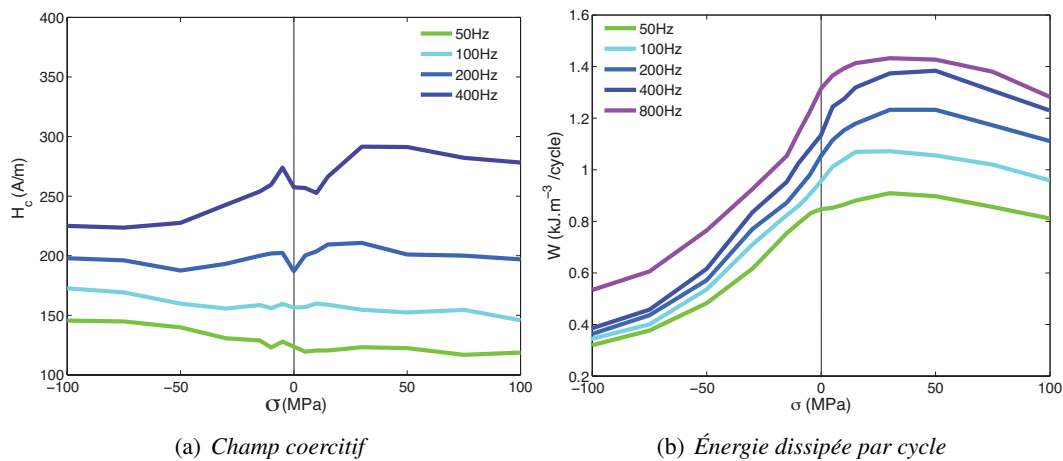 400
350
300
250
200
150
100
H_c (A/m)
50Hz
100Hz
200Hz
400Hz
−100
−50
0
50
100
σ(MPa)
(a) Champ coercitif
1.6
1.4
1.2
1
0.8
0.6
0.4
0.2
W (kJ.m⁻³ /cycle)
50Hz
100Hz
200Hz
400Hz
800Hz
−100
−50
0
50
100
σ (MPa)
(b) Énergie dissipée par cycle